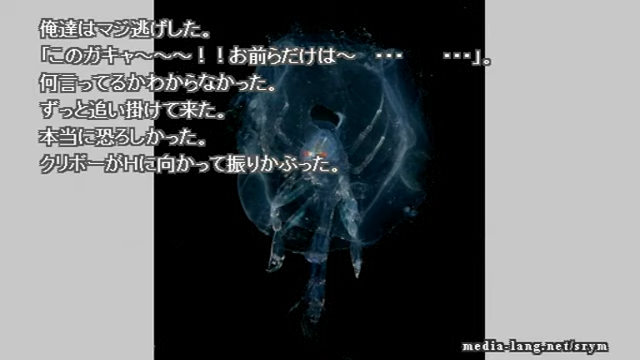 俺達はマジ逃げした。
「このガキャ～～～！！お前らだけは～　・・・　　・・・」。
何言ってるかわからなかった。
ずっと追い掛けて来た。
本当に恐ろしかった。
クリボーがHに向かって振りかぶった。
media-lang.net/srym